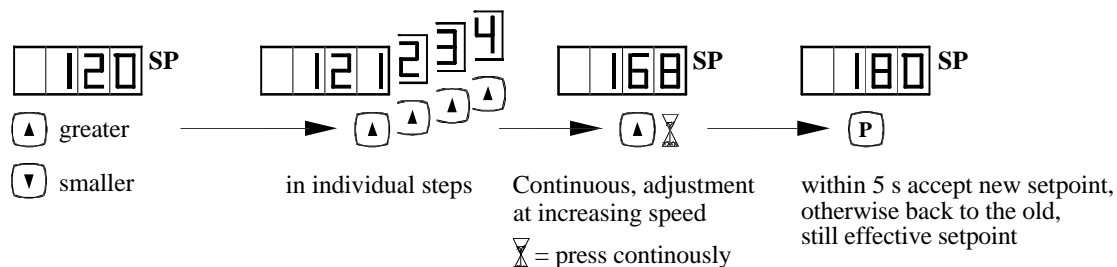 120 SP
121 2 3 4
168 SP
180 SP
▲ greater
▼ smaller
▲ ▲ ▲ ▲
▲
P
in individual steps
Continuous, adjustment
at increasing speed
= press continously
within 5 s accept new setpoint,
otherwise back to the old,
still effective setpoint